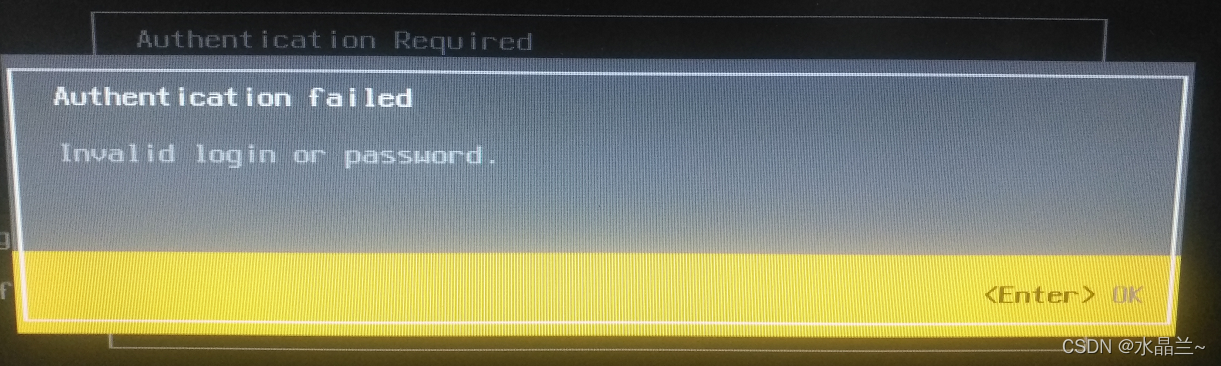 Authentication Required
Authentication failed
Invalid login or password.
g
f
<Enter> OK
CSDN @水晶兰~